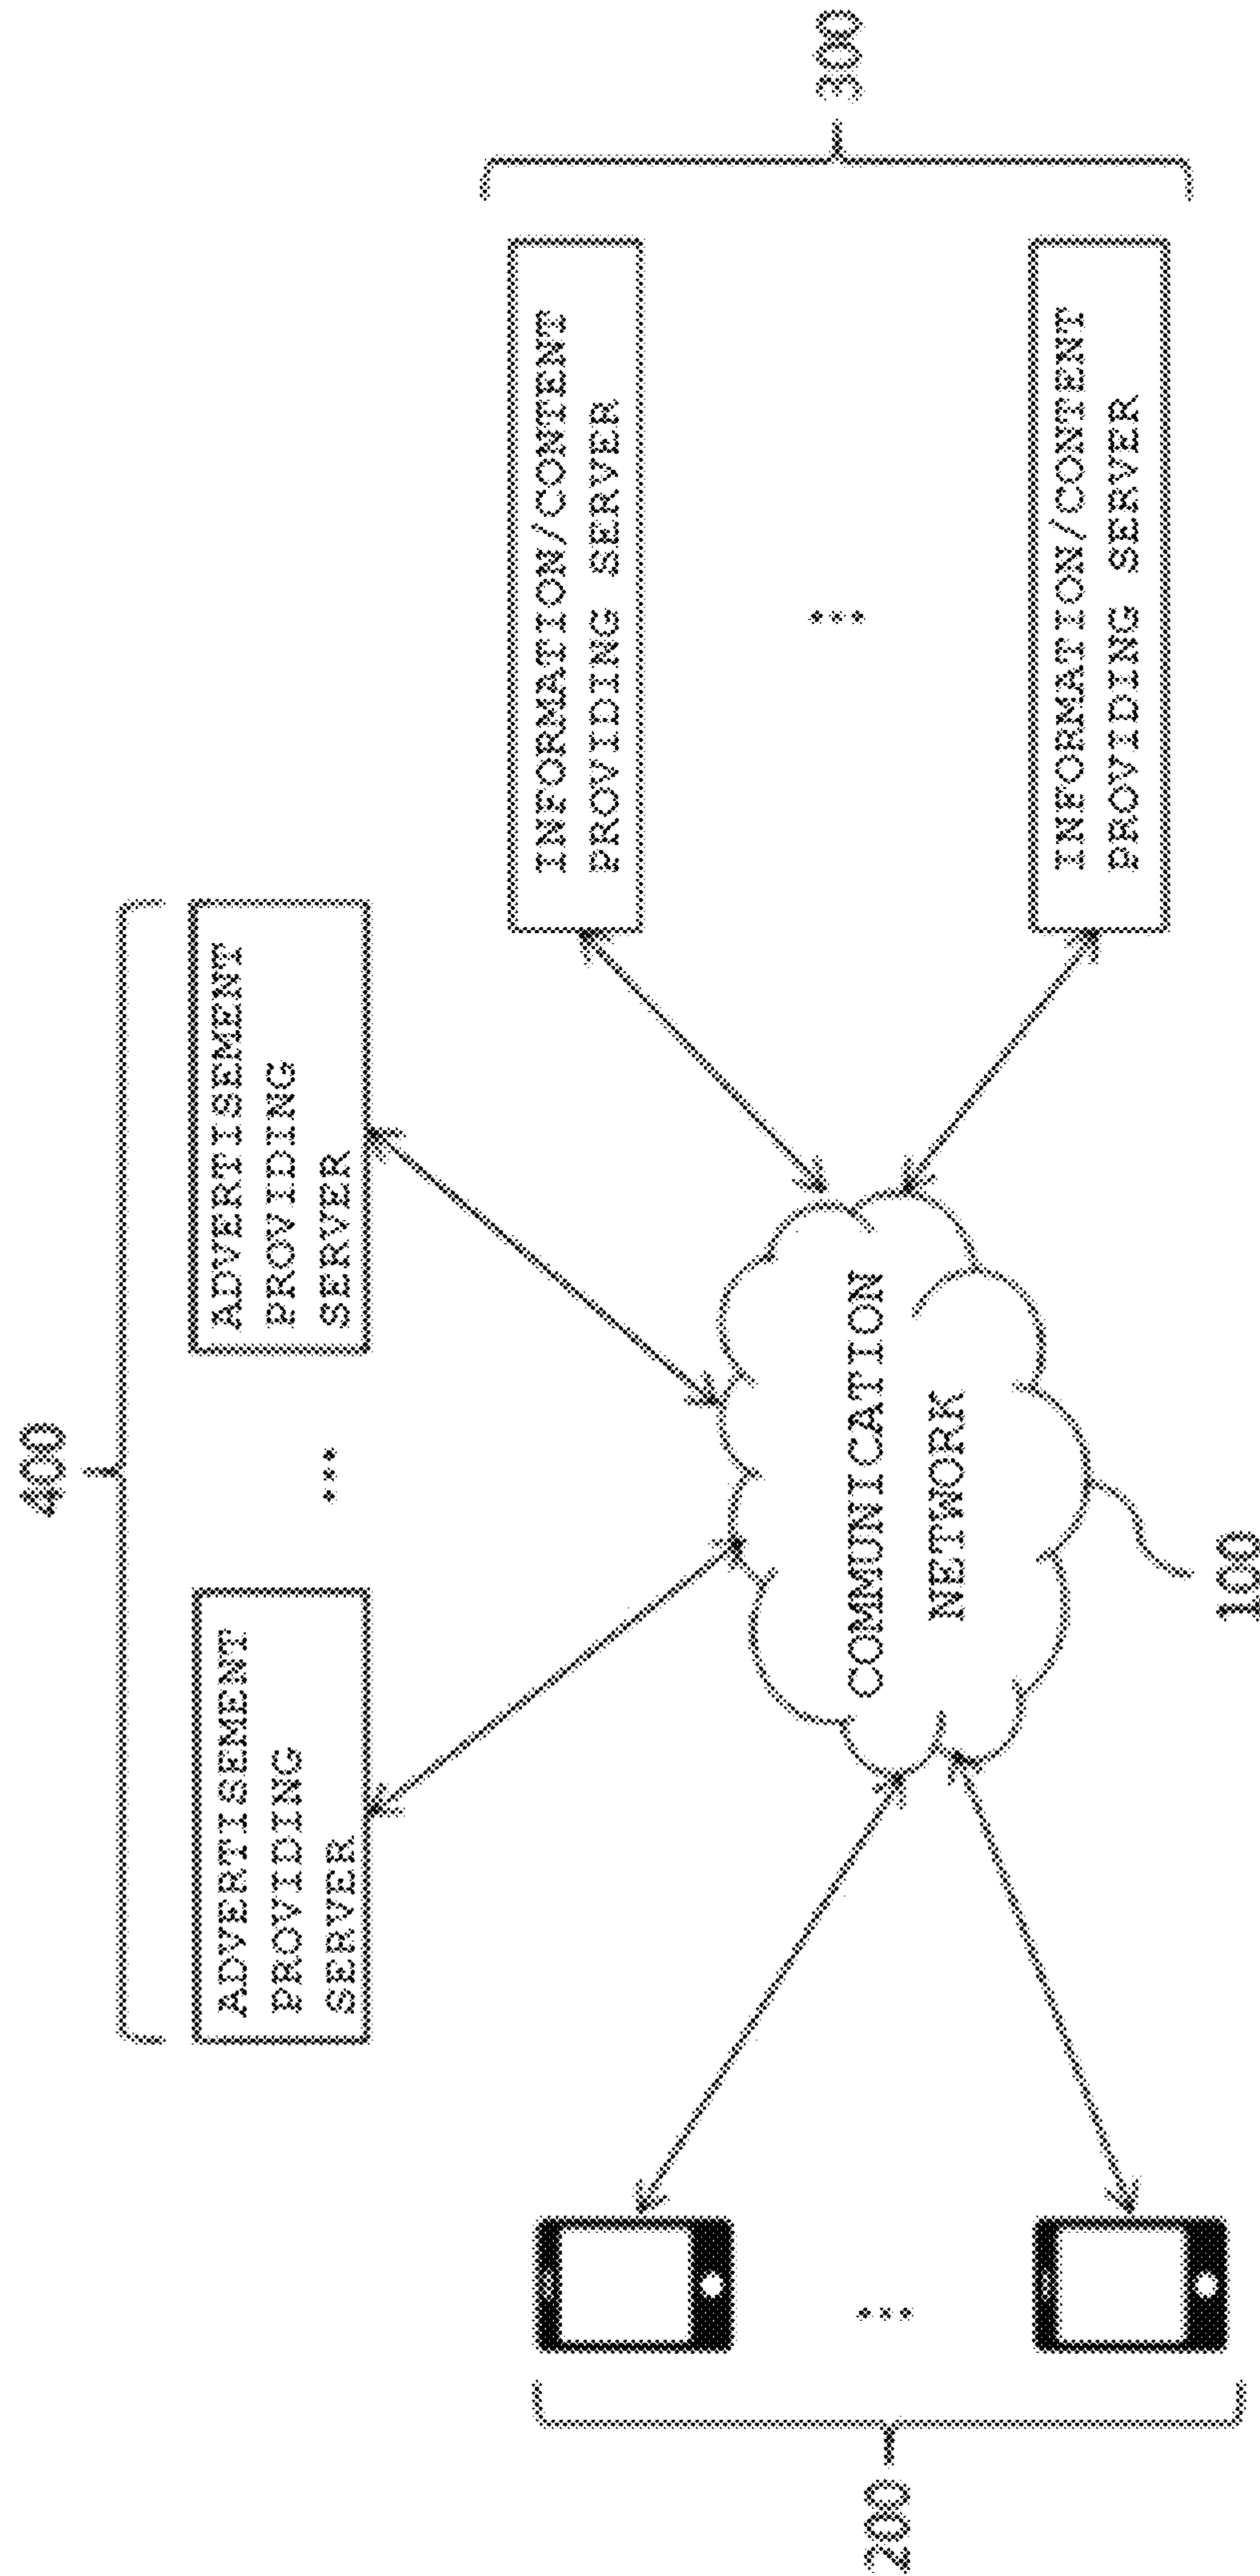 400
ADVERTISEMENT
PROVIDING
SERVER
...
ADVERTISEMENT
PROVIDING
SERVER
INFORMATION/CONTENT
PROVIDING SERVER
...
INFORMATION/CONTENT
PROVIDING SERVER
300
COMMUNICATION
NETWORK
100
...
200